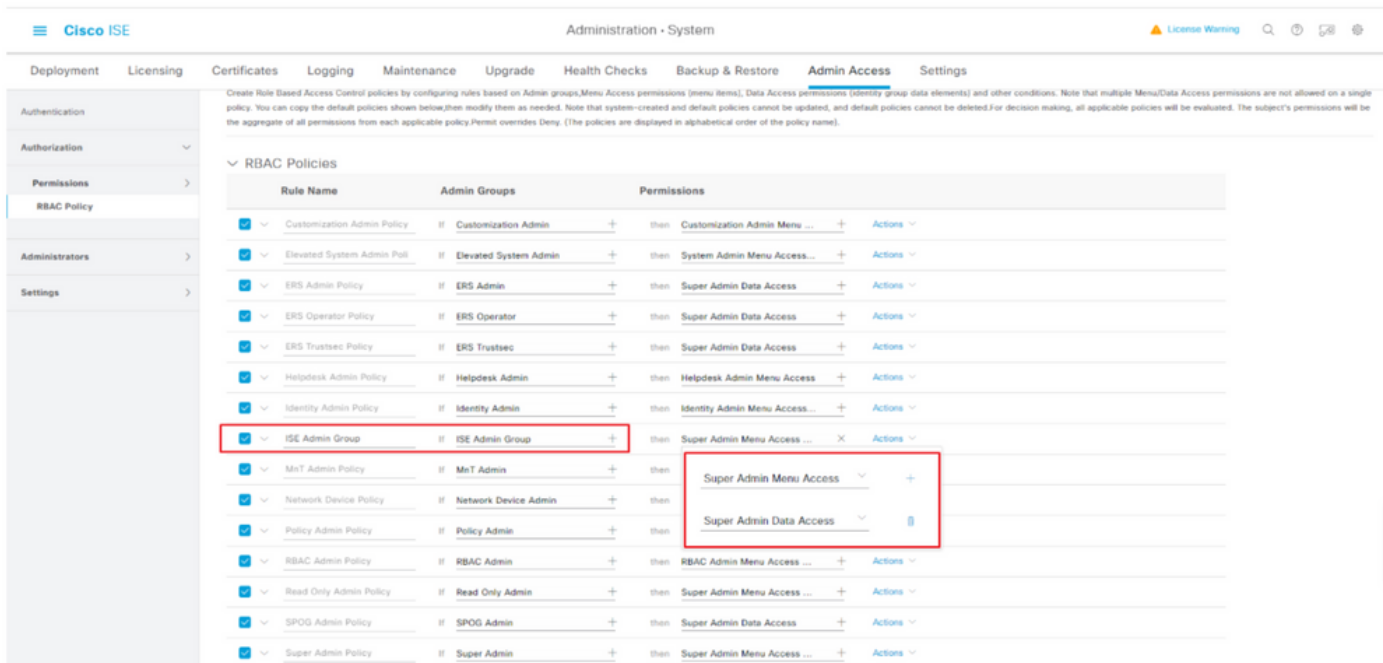 Cisco ISE
Administration · System
License Warning
Deployment Licensing Certificates Logging Maintenance Upgrade Health Checks Backup & Restore Admin Access Settings
Authentication
Authorization
Permissions
RBAC Policy
Administrators
Settings
Create Role Based Access Control policies by configuring rules based on Admin groups,Menu Access permissions (menu items), Data Access permissions (identity group data elements) and other conditions. Note that multiple Menu/Data Access permissions are not allowed on a single
policy. You can copy the default policies shown below,then modify them as needed. Note that system-created and default policies cannot be updated, and default policies cannot be deleted.For decision making, all applicable policies will be evaluated. The subject's permissions will be
the aggregate of all permissions from each applicable policy.Permit overrides Deny. (The policies are displayed in alphabetical order of the policy name).
RBAC Policies
Rule Name Admin Groups Permissions
Customization Admin Policy If Customization Admin + then Customization Admin Menu ... + Actions
Elevated System Admin Poli If Elevated System Admin + then System Admin Menu Access... + Actions
ERS Admin Policy If ERS Admin + then Super Admin Data Access + Actions
ERS Operator Policy If ERS Operator + then Super Admin Data Access + Actions
ERS Trustsec Policy If ERS Trustsec + then Super Admin Data Access + Actions
Helpdesk Admin Policy If Helpdesk Admin + then Helpdesk Admin Menu Access + Actions
Identity Admin Policy If Identity Admin + then Identity Admin Menu Access... + Actions
ISE Admin Group If ISE Admin Group + then Super Admin Menu Access ... × Actions
MnT Admin Policy If MnT Admin + then
Super Admin Menu Access +
Network Device Policy If Network Device Admin + then
Super Admin Data Access
Policy Admin Policy If Policy Admin + then
RBAC Admin Policy If RBAC Admin + then RBAC Admin Menu Access ... + Actions
Read Only Admin Policy If Read Only Admin + then Super Admin Menu Access ... + Actions
SPOG Admin Policy If SPOG Admin + then Super Admin Data Access + Actions
Super Admin Policy If Super Admin + then Super Admin Menu Access ... + Actions